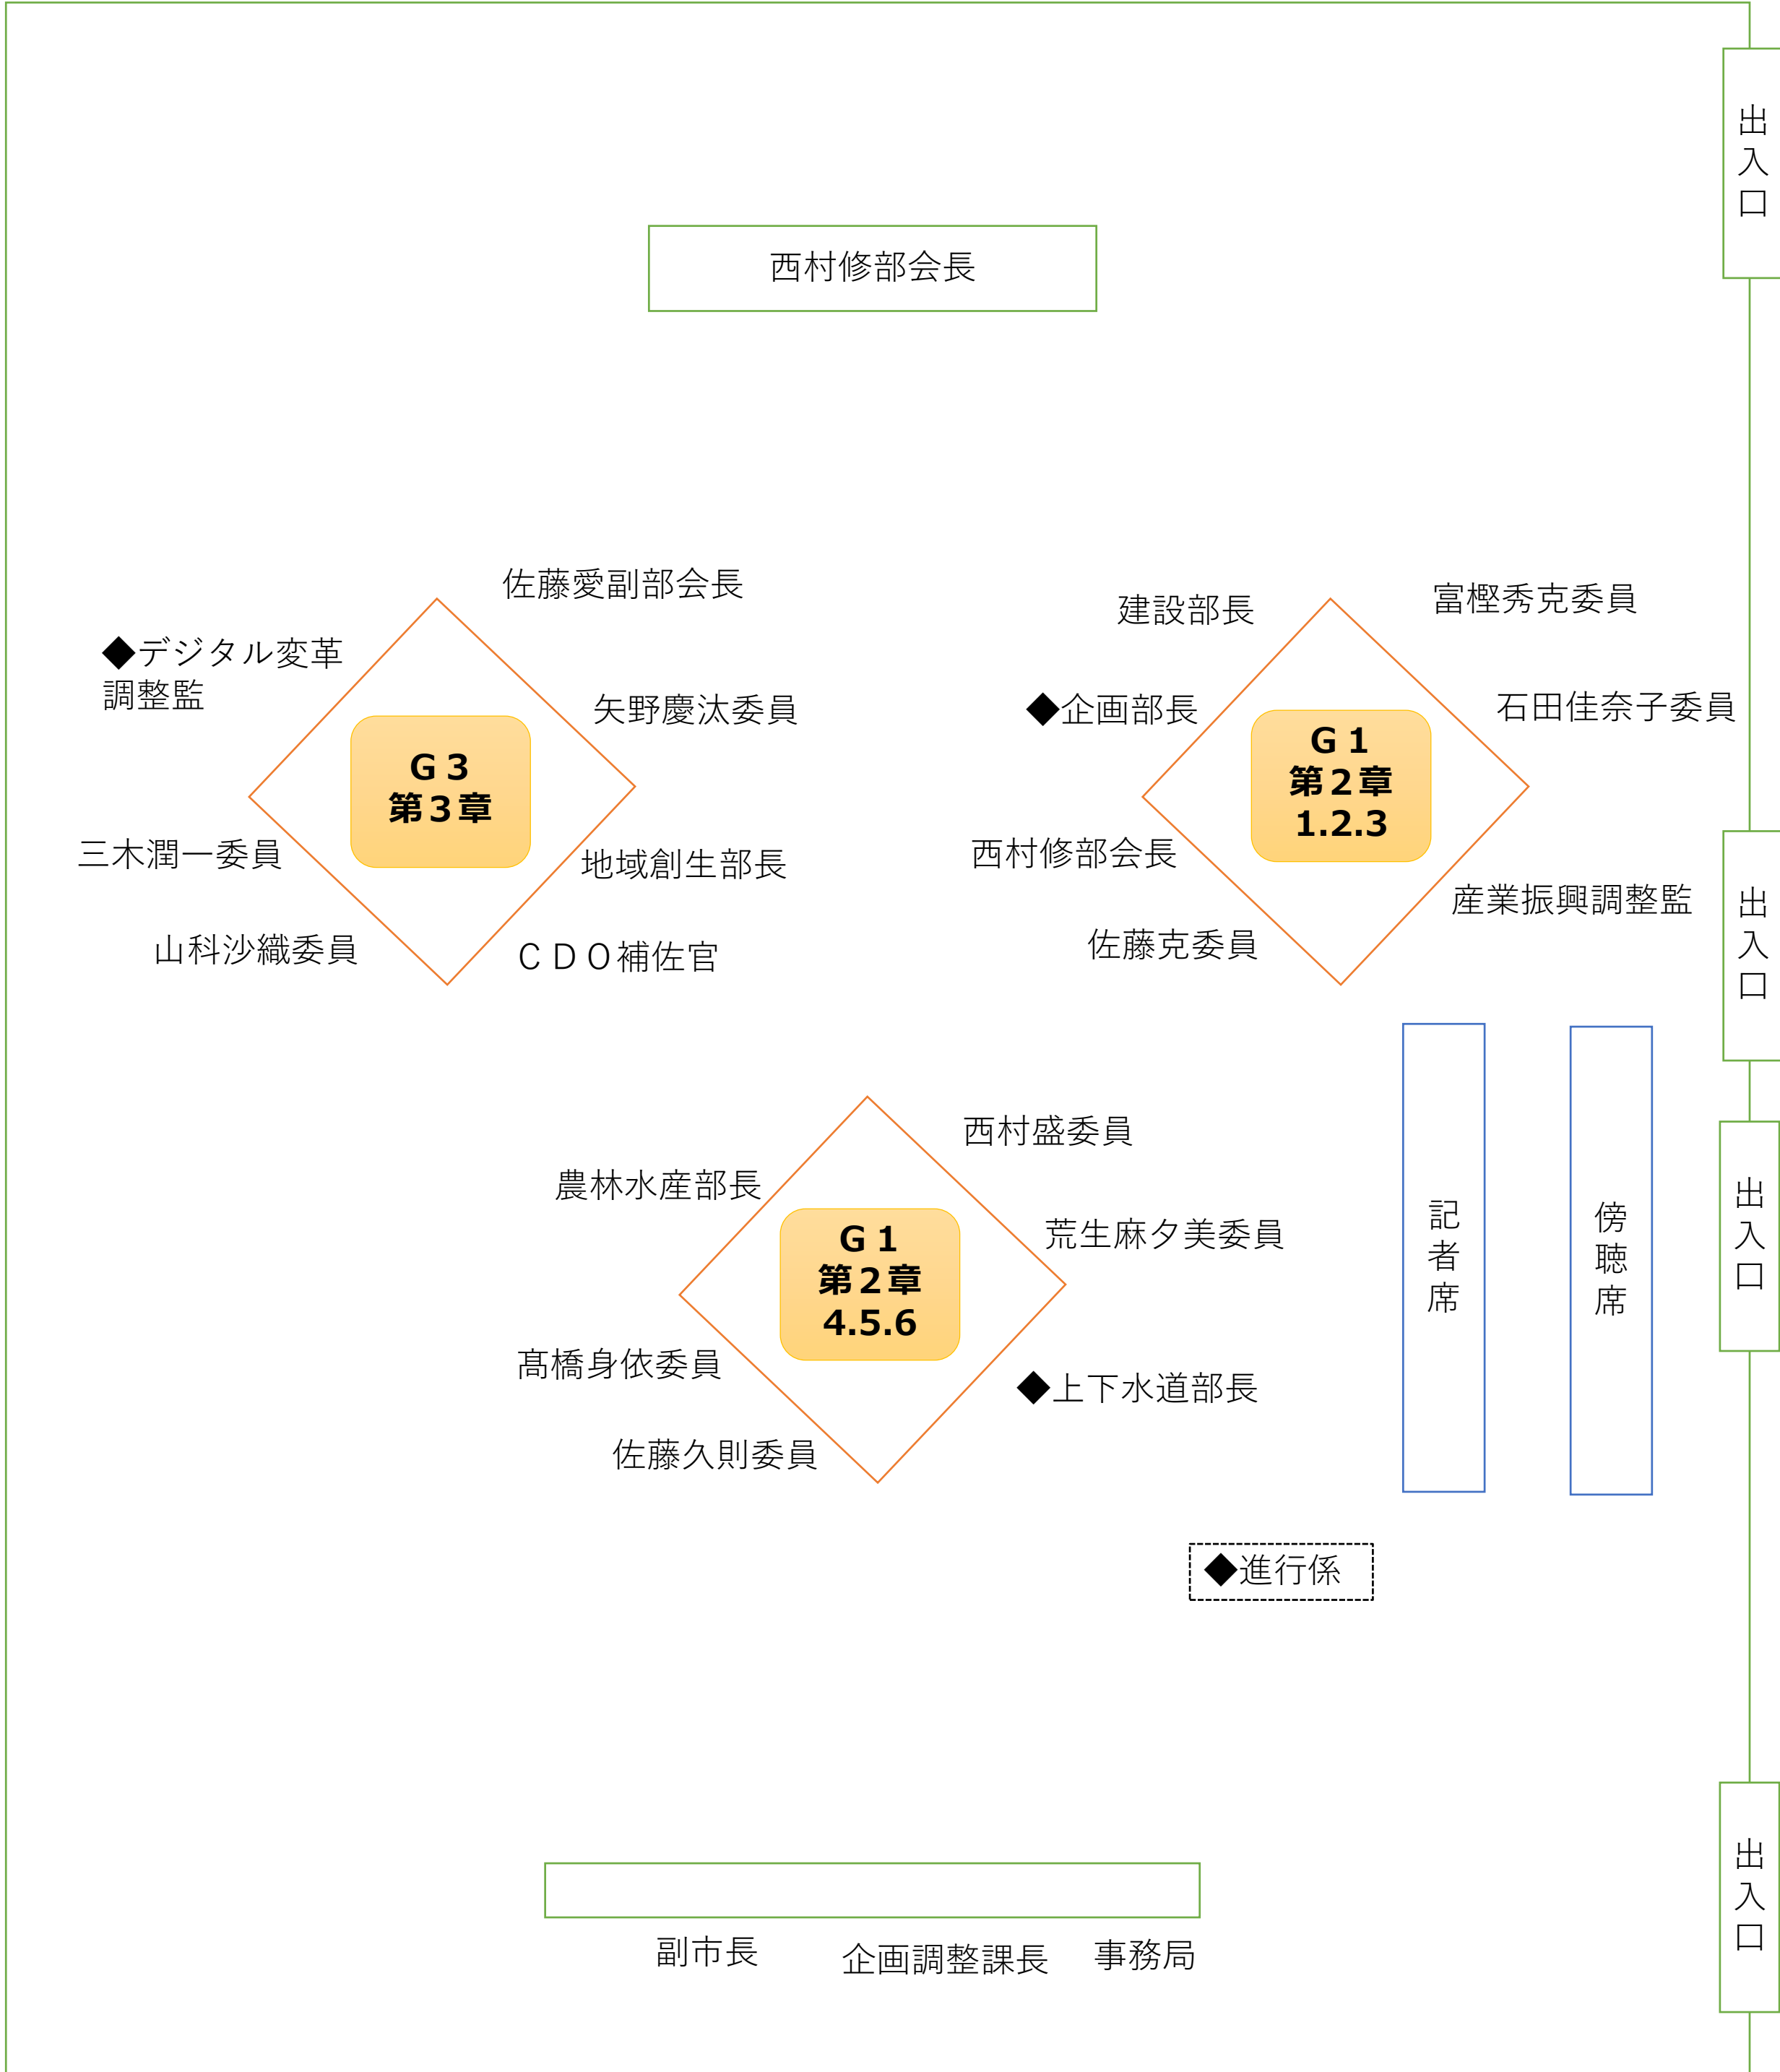 出入口
西村修部会長
佐藤愛副部会長
◆デジタル変革
調整監
矢野慶汰委員
G３
第３章
三木潤一委員
地域創生部長
山科沙織委員
ＣＤＯ補佐官
建設部長
富樫秀克委員
◆企画部長
石田佳奈子委員
G１
第２章
1.2.3
西村修部会長
産業振興調整監
佐藤克委員
出入口
西村盛委員
農林水産部長
荒生麻夕美委員
G１
第２章
4.5.6
髙橋身依委員
◆上下水道部長
佐藤久則委員
記者席
傍聴席
出入口
◆進行係
出入口
副市長
企画調整課長
事務局